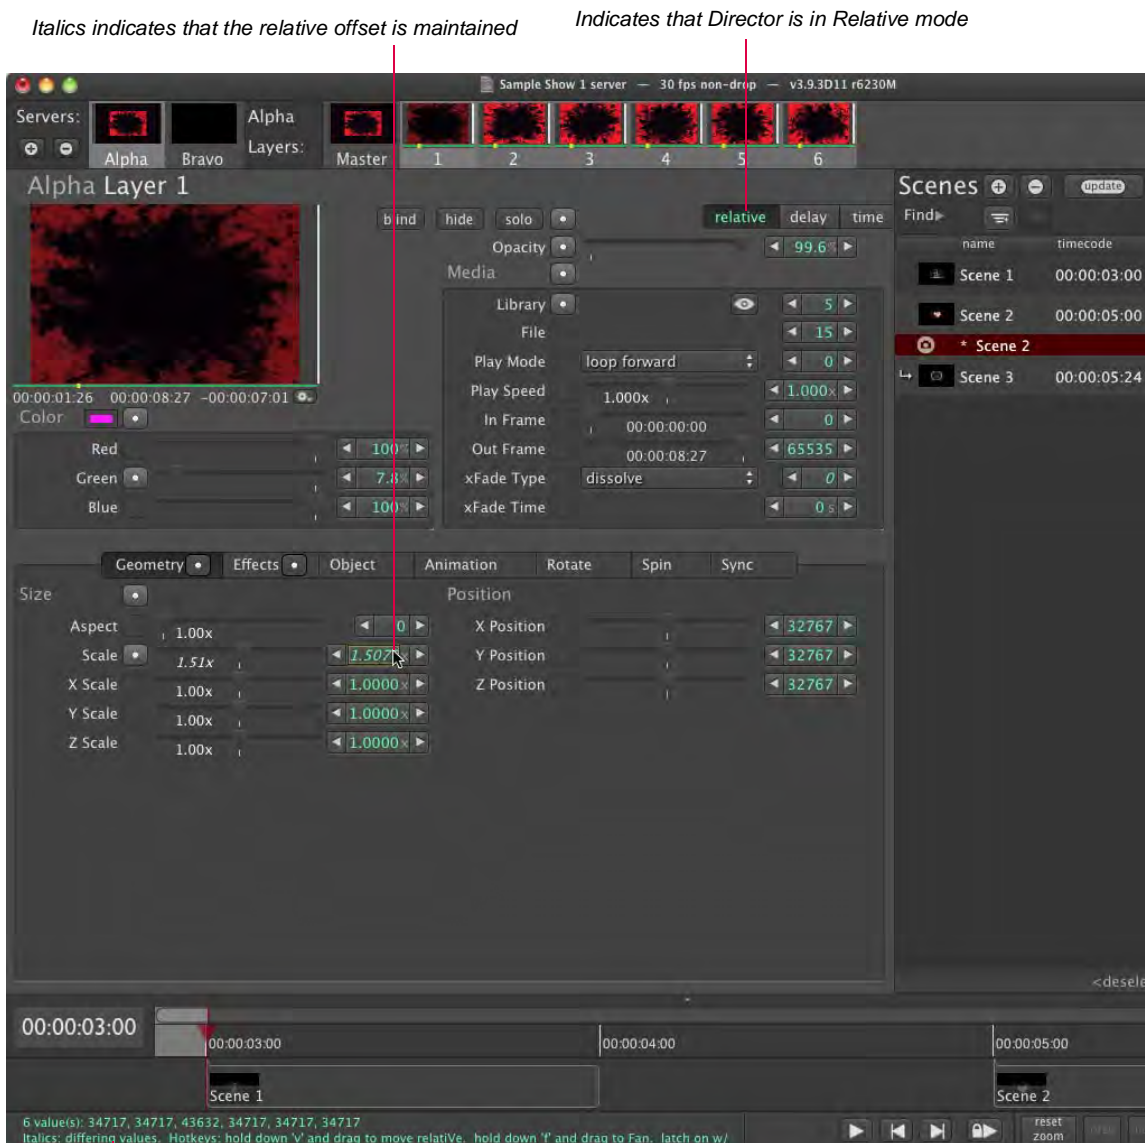 Italics indicates that the relative offset is maintained
Indicates that Director is in Relative mode
Sample Show 1 server — 30 fps non-drop — v3.9.3D11 r6230M
Servers:
Alpha
Bravo
Alpha
Layers:
Master
1
2
3
4
5
6
Alpha Layer 1
blind
hide
solo
relative
delay
time
Opacity
99.6%
Media
Library
5
File
15
Play Mode
loop forward
0
Play Speed
1.000x
1.000x
In Frame
00:00:00:00
0
Out Frame
00:00:08:27
65535
xFade Type
dissolve
0
xFade Time
0 s
00:00:01:26 00:00:08:27 -00:00:07:01
Color
Red
100%
Green
7.8%
Blue
100%
Geometry
Effects
Object
Animation
Rotate
Spin
Sync
Size
Aspect
1.00x
0
Scale
1.51x
1.507
X Scale
1.00x
1.0000x
Y Scale
1.00x
1.0000x
Z Scale
1.00x
1.0000x
Position
X Position
32767
Y Position
32767
Z Position
32767
Scenes
update
Find
name
timecode
Scene 1
00:00:03:00
Scene 2
00:00:05:00
* Scene 2
Scene 3
00:00:05:24
00:00:03:00
00:00:03:00
00:00:04:00
00:00:05:00
Scene 1
Scene 2
6 value(s): 34717, 34717, 43632, 34717, 34717, 34717
Italics: differing values. Hotkeys: hold down 'v' and drag to move relatiVe. hold down 'f' and drag to Fan. latch on w/
reset
zoom